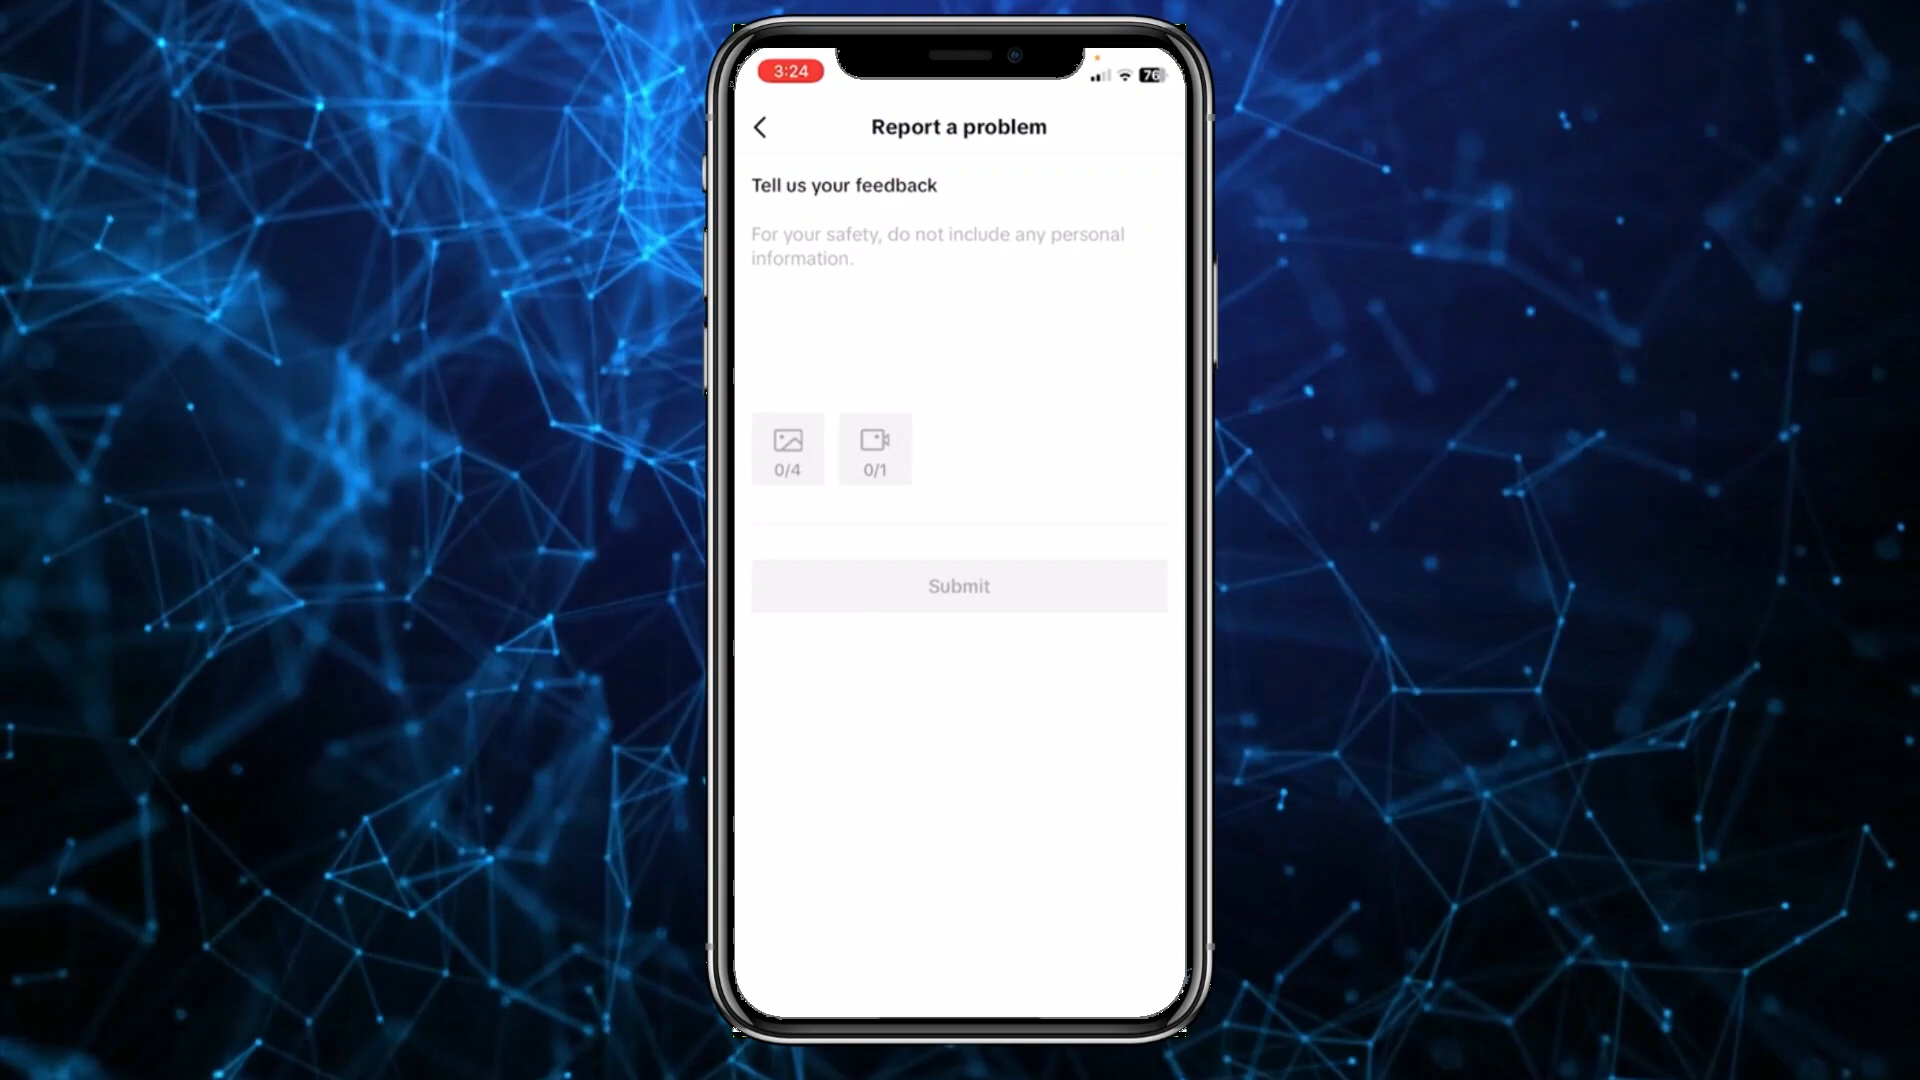 3:24
76
Report a problem
Tell us your feedback
For your safety, do not include any personal
information.
0/4
0/1
Submit